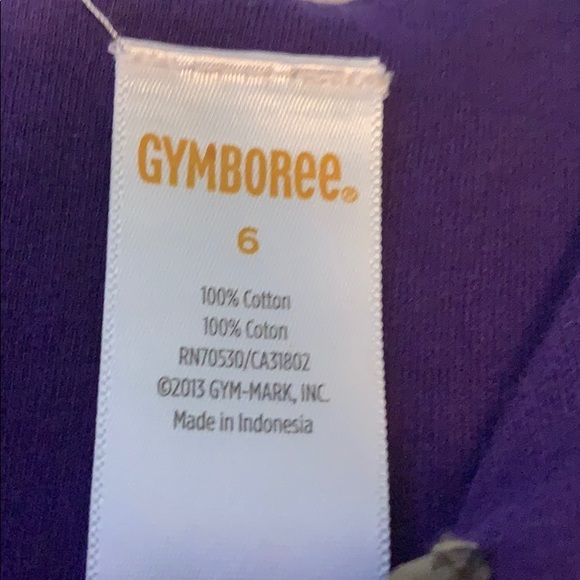 GYMBOREE®
6
100% Cotton
100% Coton
RN70530/CA31802
©2013 GYM-MARK, INC.
Made in Indonesia